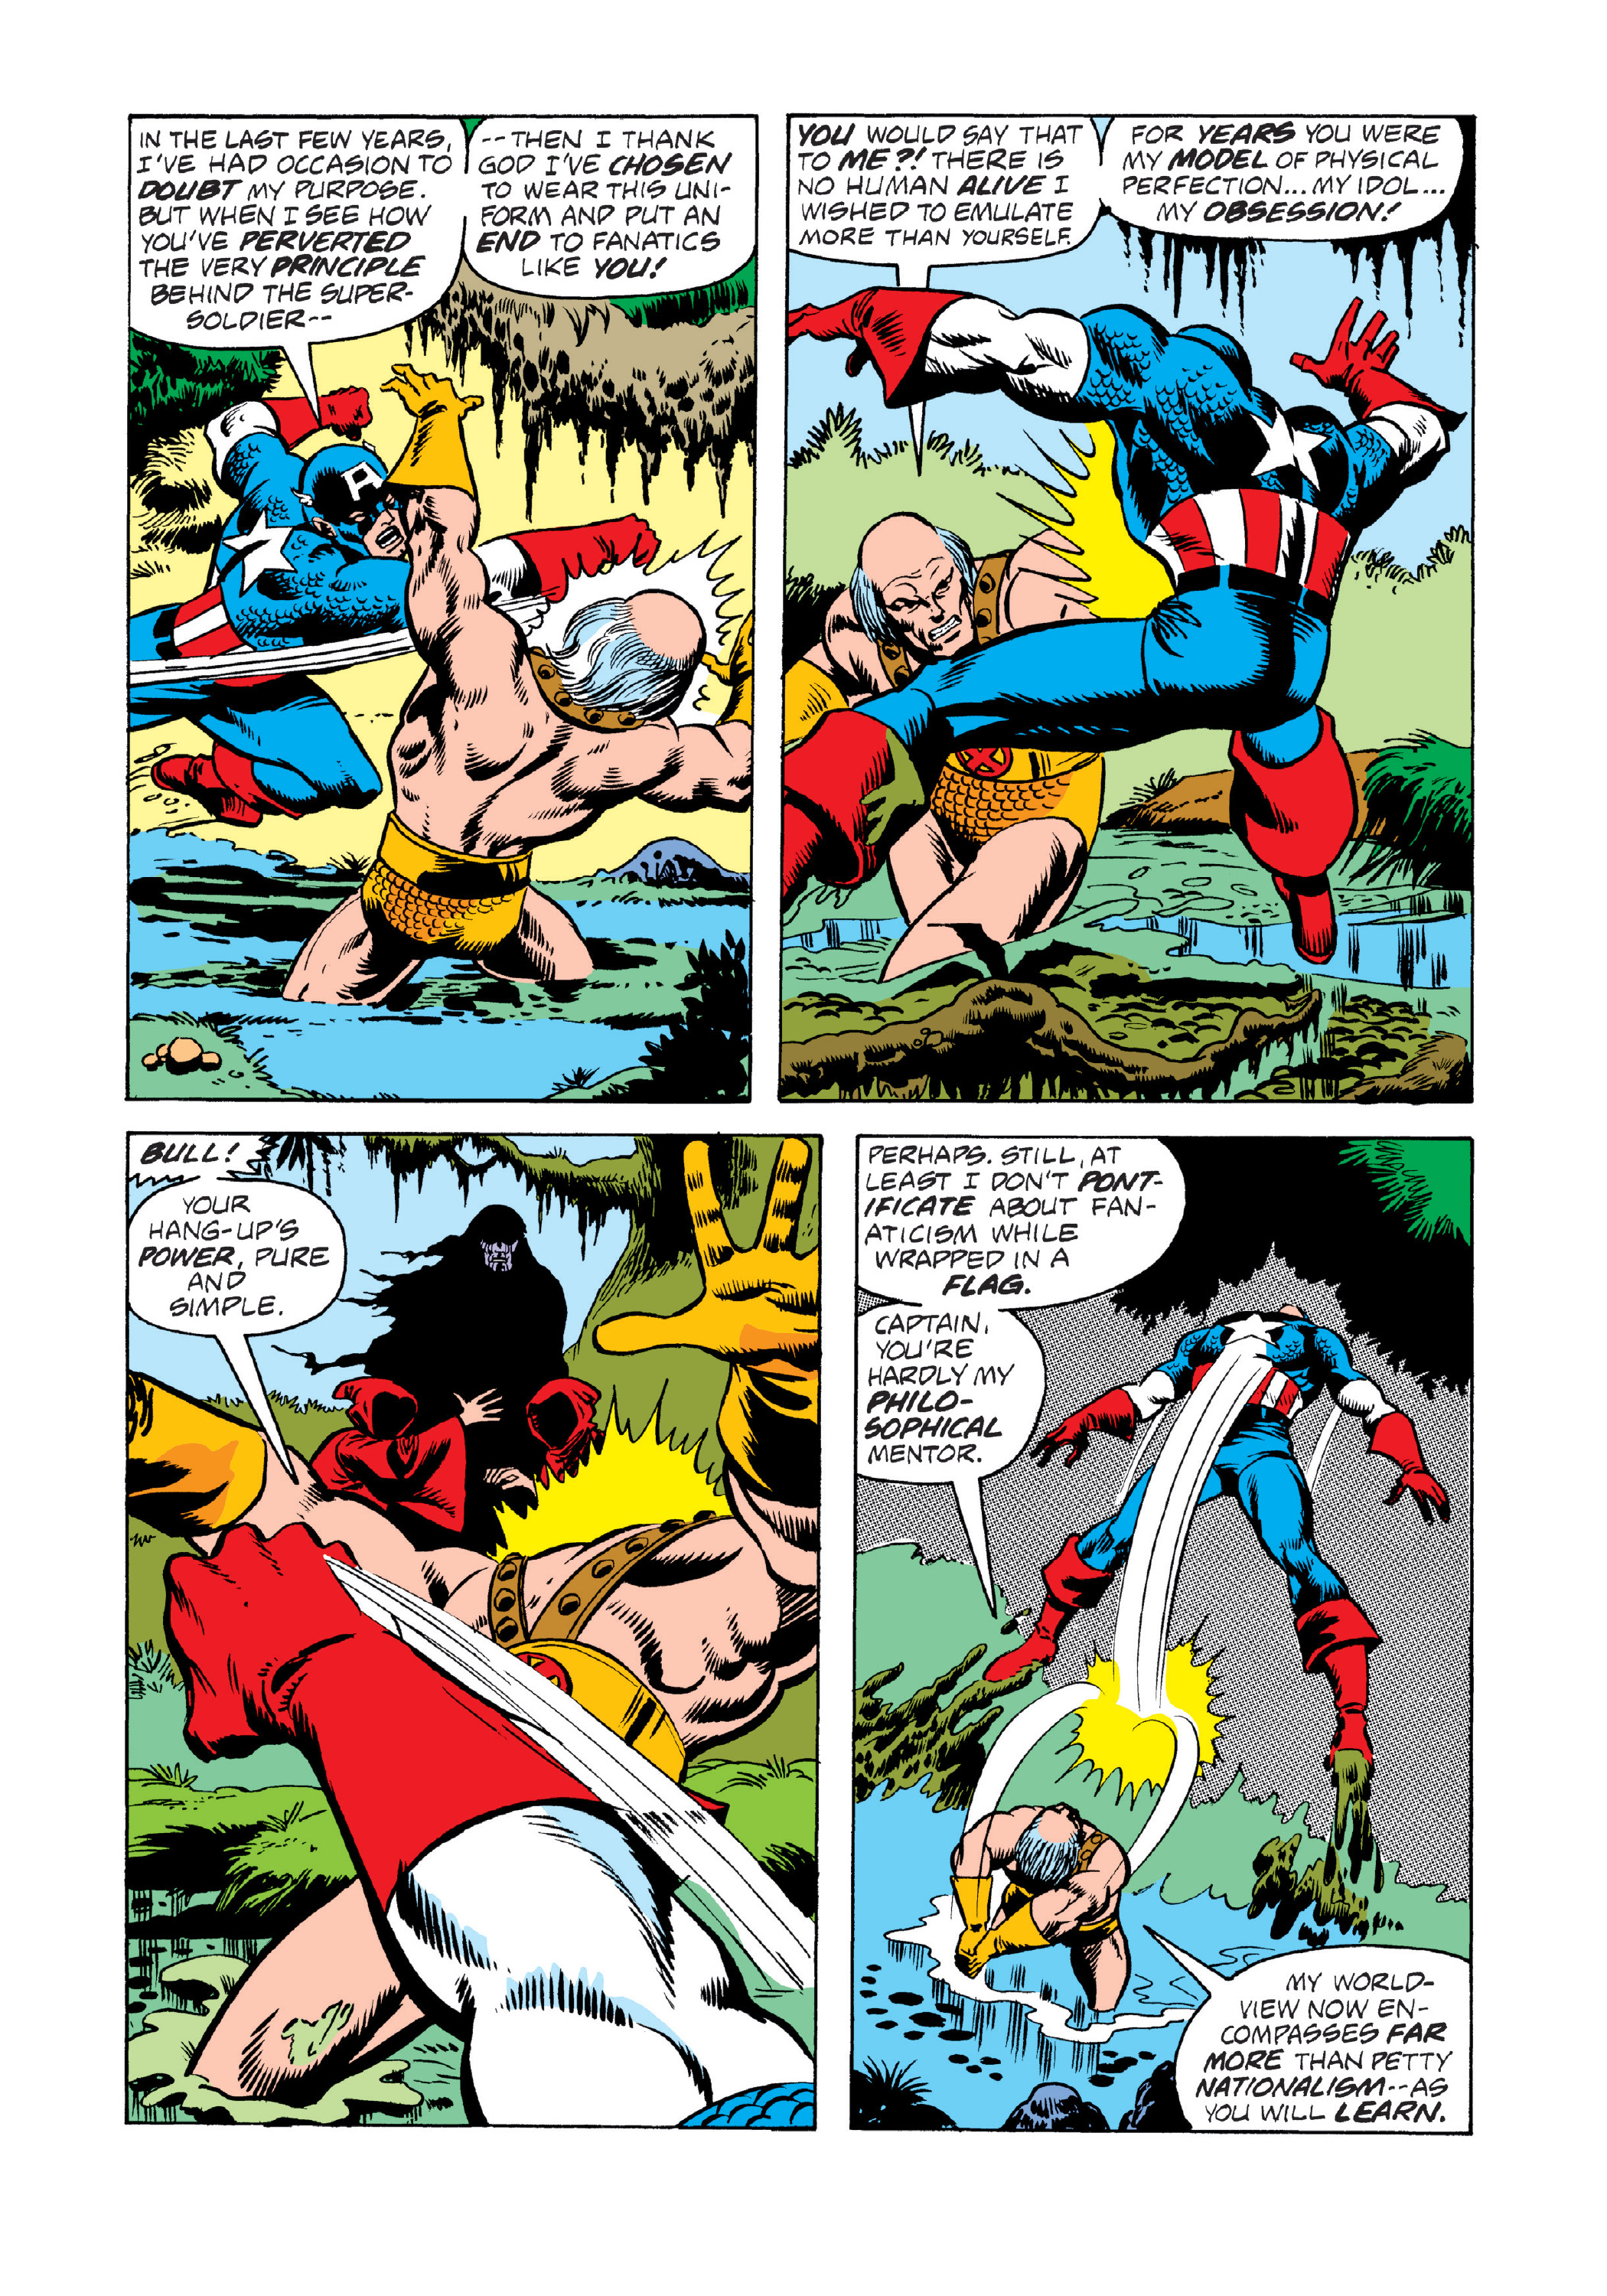 IN THE LAST FEW YEARS,
I'VE HAD OCCASION TO
DOUBT MY PURPOSE.
BUT WHEN I SEE HOW
YOU'VE PERVERTED
THE VERY PRINCIPLE
BEHIND THE SUPER-
SOLDIER--
--THEN I THANK
GOD I'VE CHOSEN
TO WEAR THIS UNI-
FORM AND PUT AN
END TO FANATICS
LIKE YOU!
YOU WOULD SAY THAT
TO ME?! THERE IS
NO HUMAN ALIVE I
WISHED TO EMULATE
MORE THAN YOURSELF.
FOR YEARS YOU WERE
MY MODEL OF PHYSICAL
PERFECTION... MY IDOL...
MY OBSESSION!
A
BULL!
YOUR
HANG-UP'S
POWER, PURE
AND
SIMPLE.
PERHAPS. STILL, AT
LEAST I DON'T PONT-
IFICATE ABOUT FAN-
ATICISM WHILE
WRAPPED IN A
FLAG.
CAPTAIN,
YOU'RE
HARDLY MY
PHILO-
SOPHICAL
MENTOR.
MY WORLD-
VIEW NOW EN-
COMPASSES FAR
MORE THAN PETTY
NATIONALISM--AS
YOU WILL LEARN.